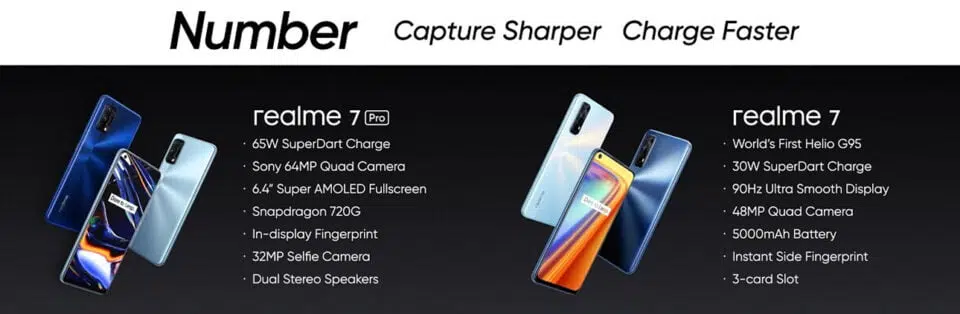 Number Capture Sharper Charge Faster
realme 7 Pro
· 65W SuperDart Charge
· Sony 64MP Quad Camera
· 6.4" Super AMOLED Fullscreen
· Snapdragon 720G
· In-display Fingerprint
· 32MP Selfie Camera
· Dual Stereo Speakers
realme 7
· World's First Helio G95
· 30W SuperDart Charge
· 90Hz Ultra Smooth Display
· 48MP Quad Camera
· 5000mAh Battery
· Instant Side Fingerprint
· 3-card Slot